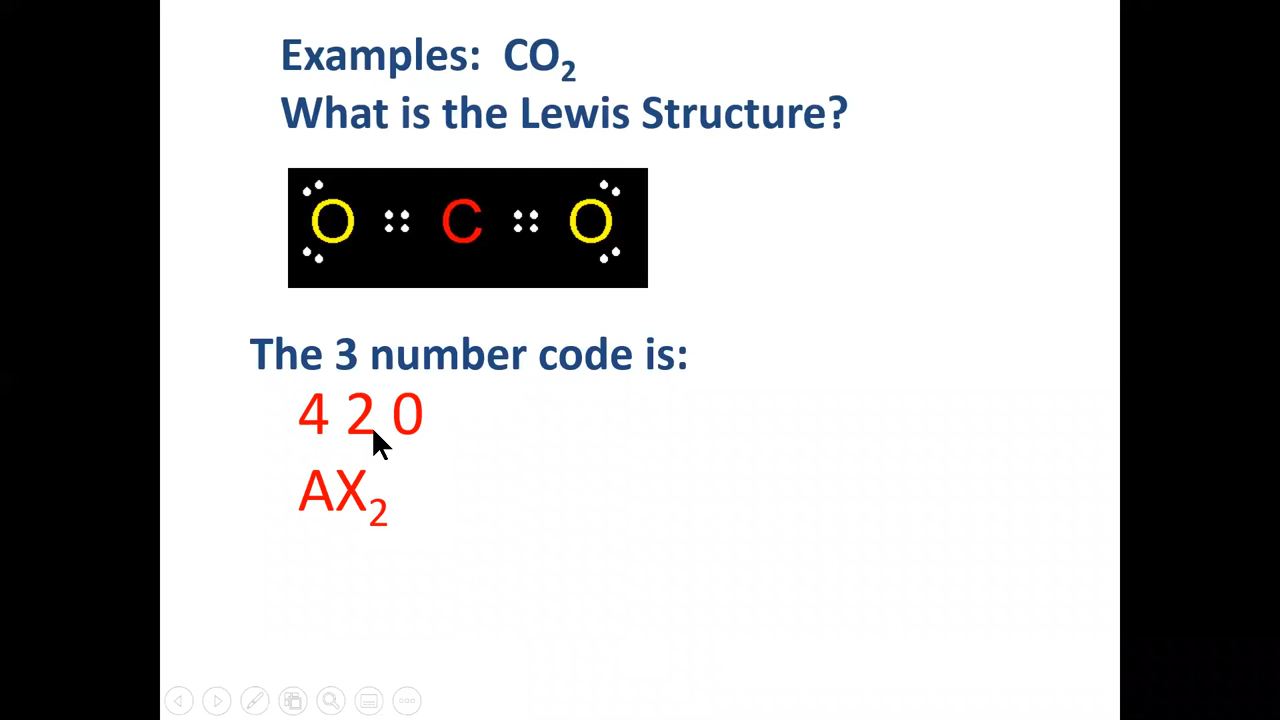 Examples: CO₂
What is the Lewis Structure?
O :: C :: O
The 3 number code is:
4 2 0
AX₂